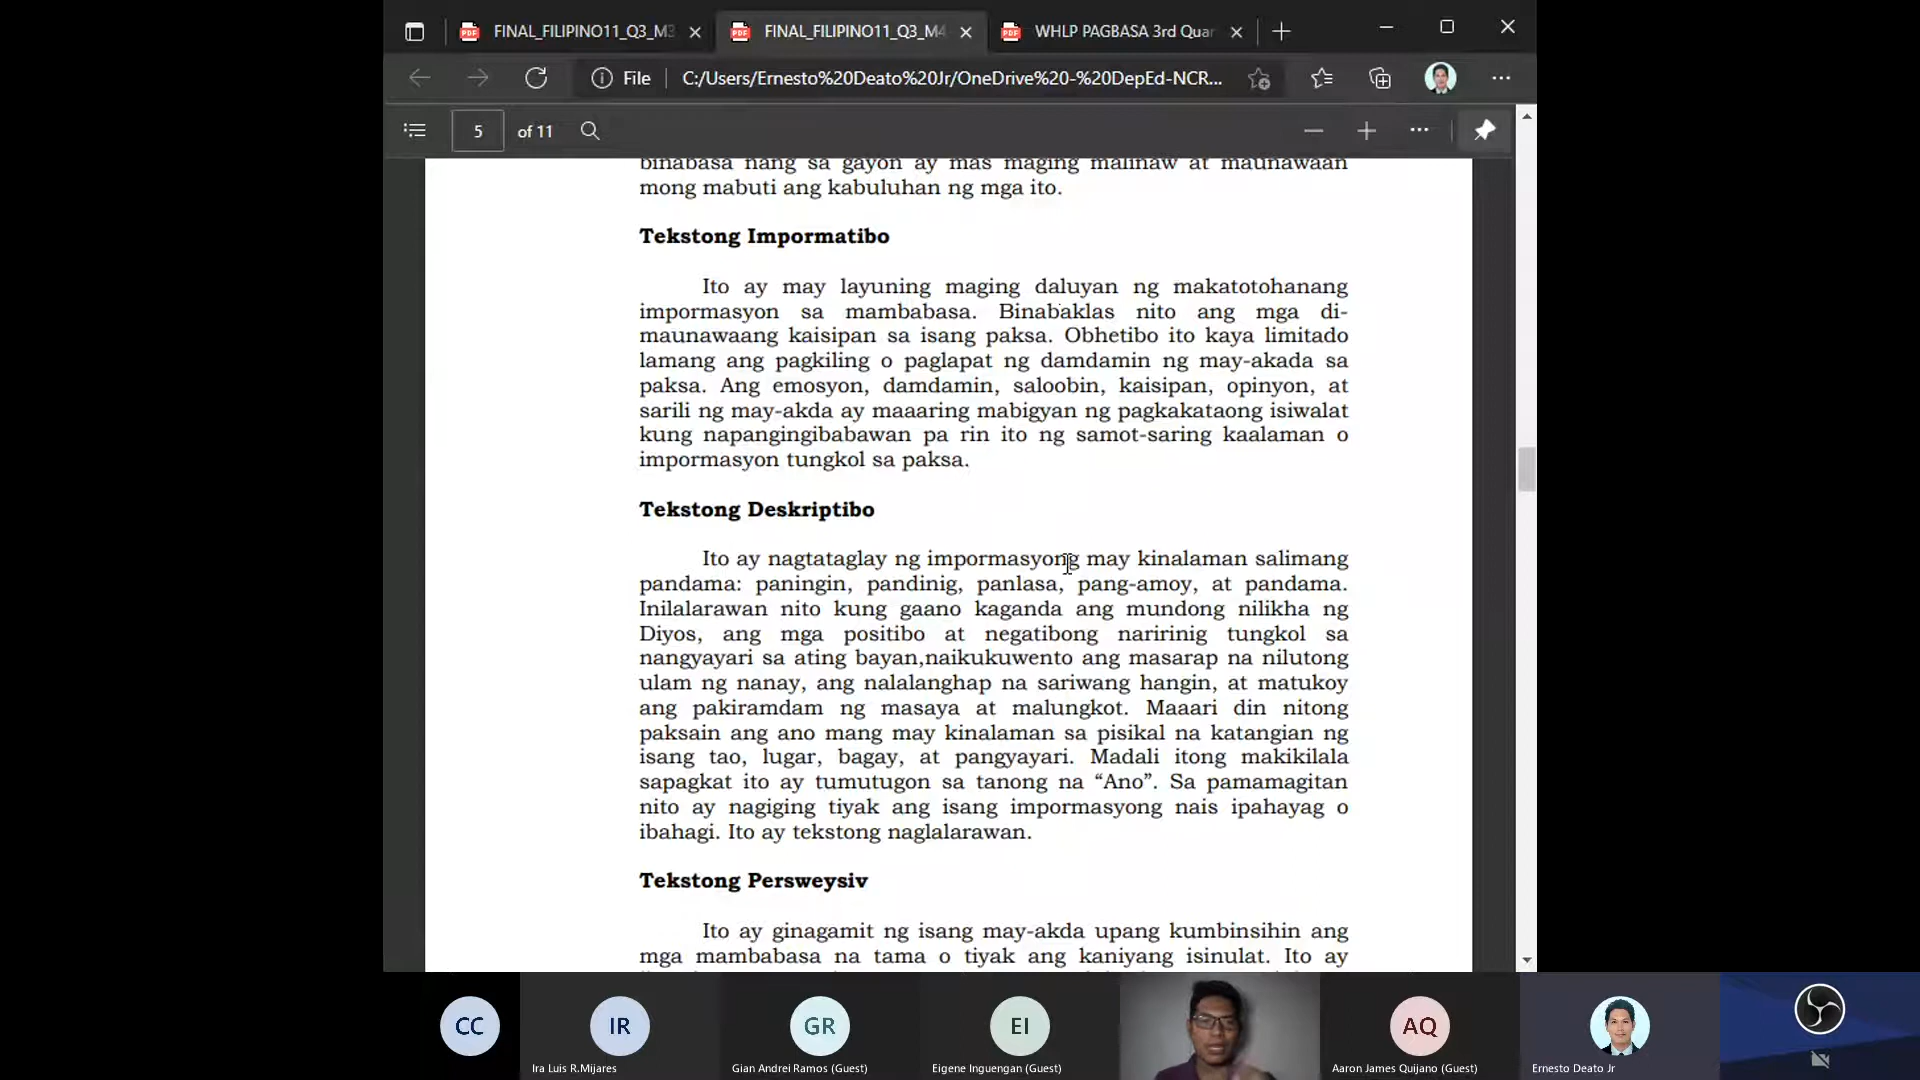 FINAL_FILIPINO11_Q3_M3
FINAL_FILIPINO11_Q3_M4
WHLP PAGBASA 3rd Quar
File
C:/Users/Ernesto%20Deato%20Jr/OneDrive%20-%20DepEd-NCR...
5 of 11
binabasa nang sa gayon ay mas maging malinaw at maunawaan
mong mabuti ang kabuluhan ng mga ito.
Tekstong Impormatibo
Ito ay may layuning maging daluyan ng makatotohanang
impormasyon sa mambabasa. Binabaklas nito ang mga di-
maunawaang kaisipan sa isang paksa. Obhetibo ito kaya limitado
lamang ang pagkiling o paglapat ng damdamin ng may-akada sa
paksa. Ang emosyon, damdamin, saloobin, kaisipan, opinyon, at
sarili ng may-akda ay maaaring mabigyan ng pagkakataong isiwalat
kung napangingibabawan pa rin ito ng samot-saring kaalaman o
impormasyon tungkol sa paksa.
Tekstong Deskriptibo
Ito ay nagtataglay ng impormasyong may kinalaman salimang
pandama: paningin, pandinig, panlasa, pang-amoy, at pandama.
Inilalarawan nito kung gaano kaganda ang mundong nilikha ng
Diyos, ang mga positibo at negatibong naririnig tungkol sa
nangyayari sa ating bayan,naikukuwento ang masarap na nilutong
ulam ng nanay, ang nalalanghap na sariwang hangin, at matukoy
ang pakiramdam ng masaya at malungkot. Maaari din nitong
paksain ang ano mang may kinalaman sa pisikal na katangian ng
isang tao, lugar, bagay, at pangyayari. Madali itong makikilala
sapagkat ito ay tumutugon sa tanong na “Ano”. Sa pamamagitan
nito ay nagiging tiyak ang isang impormasyong nais ipahayag o
ibahagi. Ito ay tekstong naglalarawan.
Tekstong Persweysiv
Ito ay ginagamit ng isang may-akda upang kumbinsihin ang
mga mambabasa na tama o tiyak ang kaniyang isinulat. Ito ay
CC
IR
GR
EI
AQ
Ira Luis R.Mijares
Gian Andrei Ramos (Guest)
Eigene Inguengan (Guest)
Aaron James Quijano (Guest)
Ernesto Deato Jr